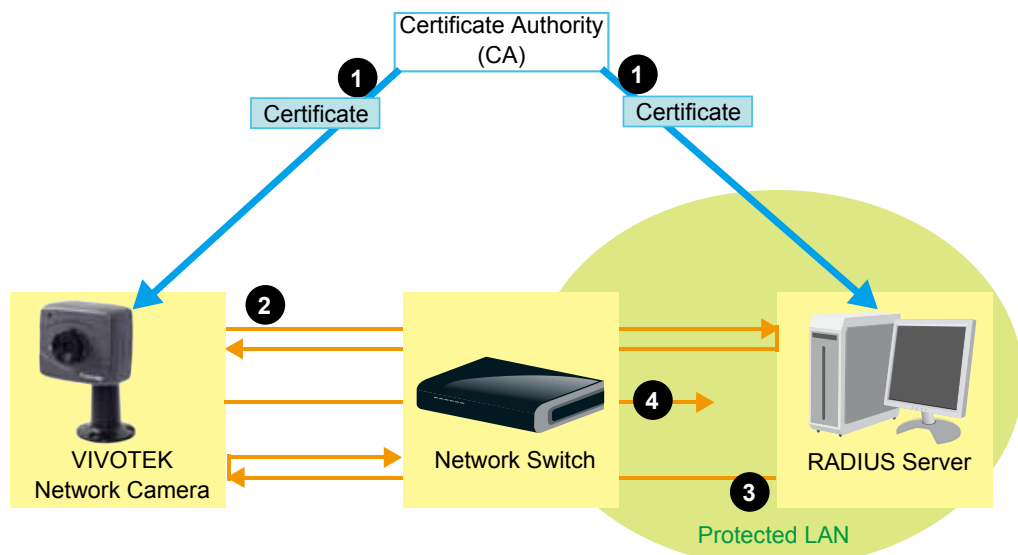 Certificate Authority
(CA)
1
1
Certificate
Certificate
2
4
VIVOTEK
Network Camera
Network Switch
RADIUS Server
3
Protected LAN